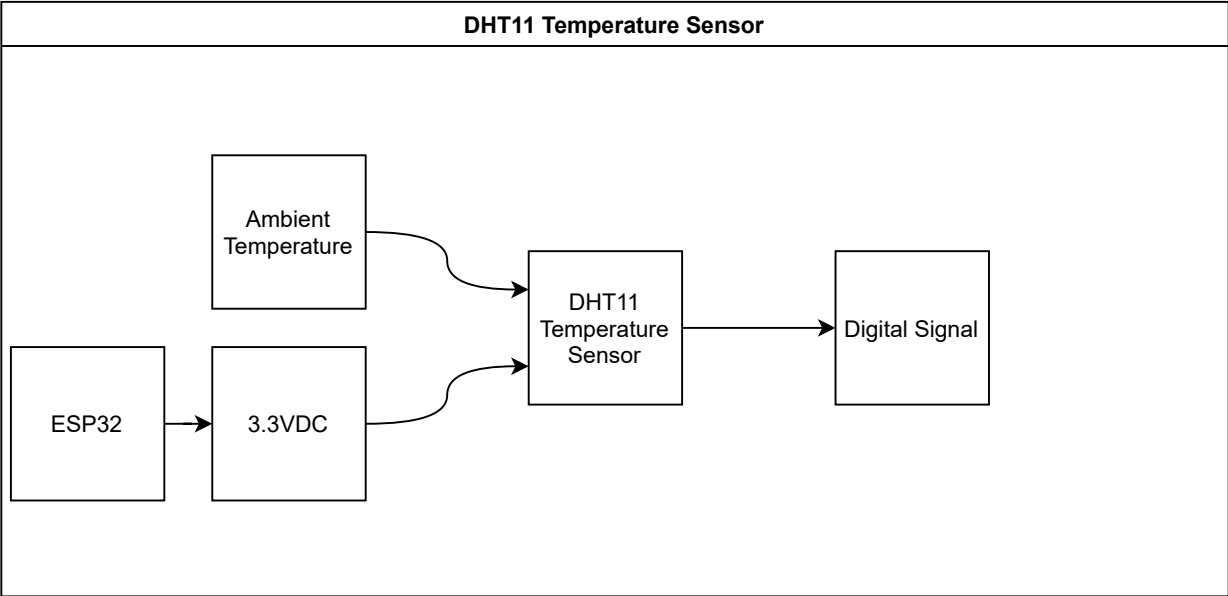 DHT11 Temperature Sensor
Ambient
Temperature
DHT11
Temperature
Sensor
Digital Signal
ESP32
3.3VDC